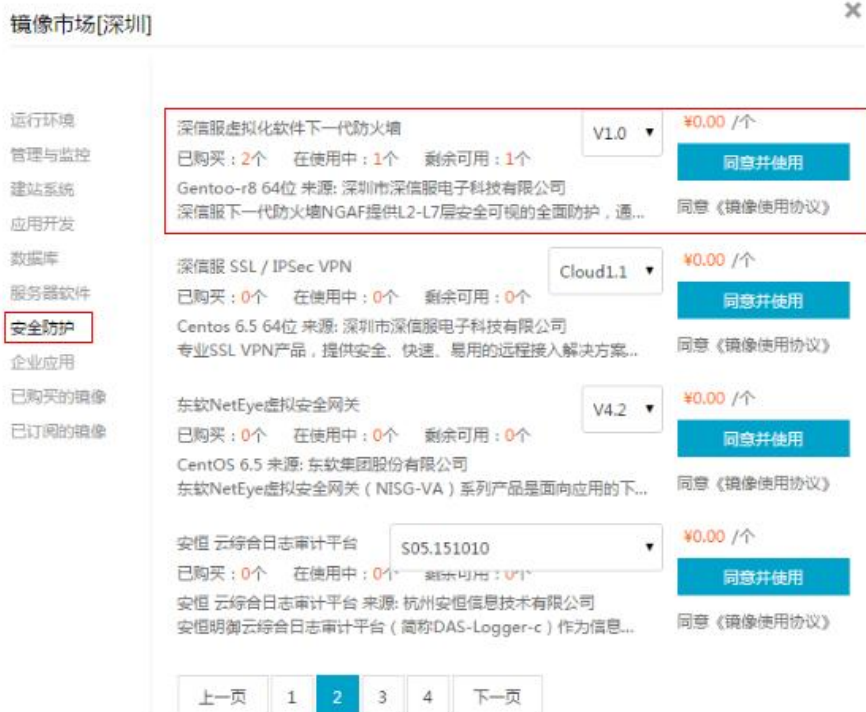 镜像市场[深圳]
×
运行环境
管理与监控
建站系统
应用开发
数据库
服务器软件
安全防护
企业应用
已购买的镜像
已订阅的镜像
深信服虚拟化软件下一代防火墙 V1.0 ¥0.00 /个
已购买：2个 在使用中：1个 剩余可用：1个 同意并使用
Gentoo-r8 64位 来源: 深圳市深信服电子科技有限公司
深信服下一代防火墙NGAF提供L2-L7层安全可视的全面防护，通... 同意《镜像使用协议》
深信服 SSL / IPSec VPN Cloud1.1 ¥0.00 /个
已购买：0个 在使用中：0个 剩余可用：0个 同意并使用
Centos 6.5 64位 来源: 深圳市深信服电子科技有限公司
专业SSL VPN产品，提供安全、快速、易用的远程接入解决方案... 同意《镜像使用协议》
东软NetEye虚拟安全网关 V4.2 ¥0.00 /个
已购买：0个 在使用中：0个 剩余可用：0个 同意并使用
CentOS 6.5 来源: 东软集团股份有限公司
东软NetEye虚拟安全网关（NISG-VA）系列产品是面向应用的下... 同意《镜像使用协议》
安恒 云综合日志审计平台 S05.151010 ¥0.00 /个
已购买：0个 在使用中：0个 剩余可用：0个 同意并使用
安恒 云综合日志审计平台 来源: 杭州安恒信息技术有限公司
安恒明御云综合日志审计平台（简称DAS-Logger-c）作为信息... 同意《镜像使用协议》
上一页 1 2 3 4 下一页